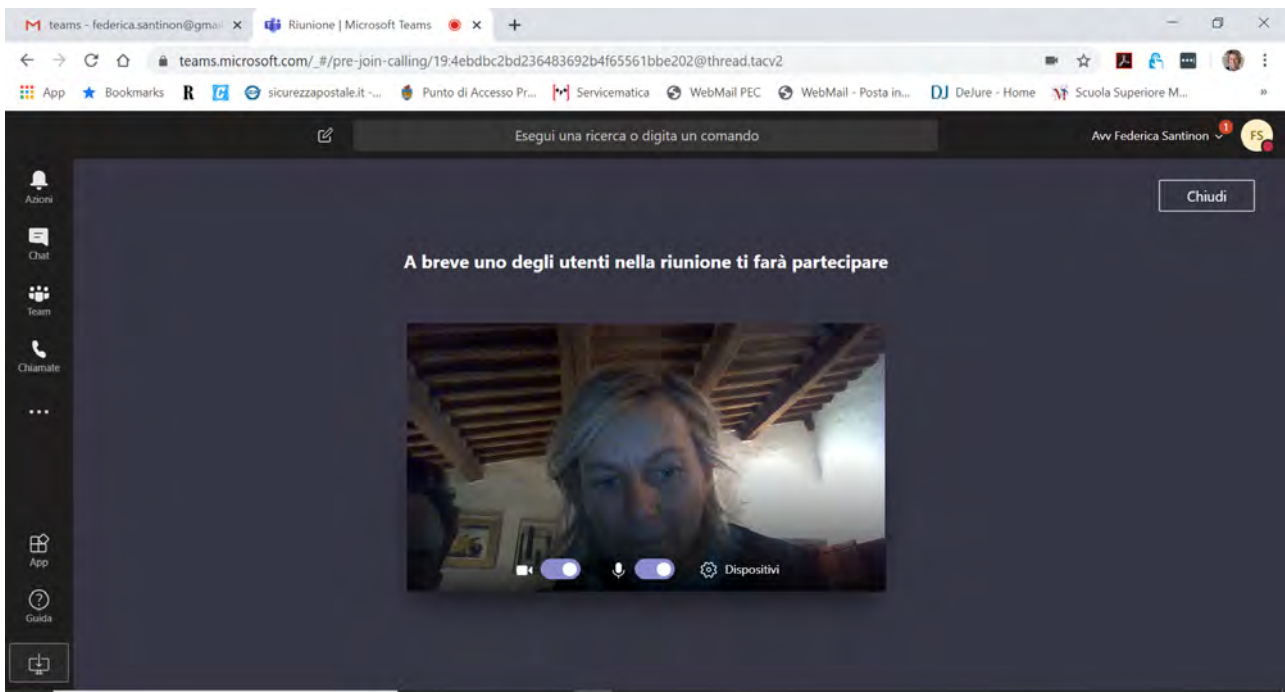 teams - federica.santinon@gmai
Riunione | Microsoft Teams
teams.microsoft.com/_#/pre-join-calling/19:4ebdbc2bd236483692b4f65561bbe202@thread.tacv2
App Bookmarks R sicurezzapostale.it -... Punto di Accesso Pr... Servicematica WebMail PEC WebMail - Posta in... DJ DeJure - Home Scuola Superiore M... »
Esegui una ricerca o digita un comando
Avv Federica Santinon
1
FS
Azioni
Chiudi
Chat
A breve uno degli utenti nella riunione ti farà partecipare
Team
Chiamate
Dispositivi
App
Guida